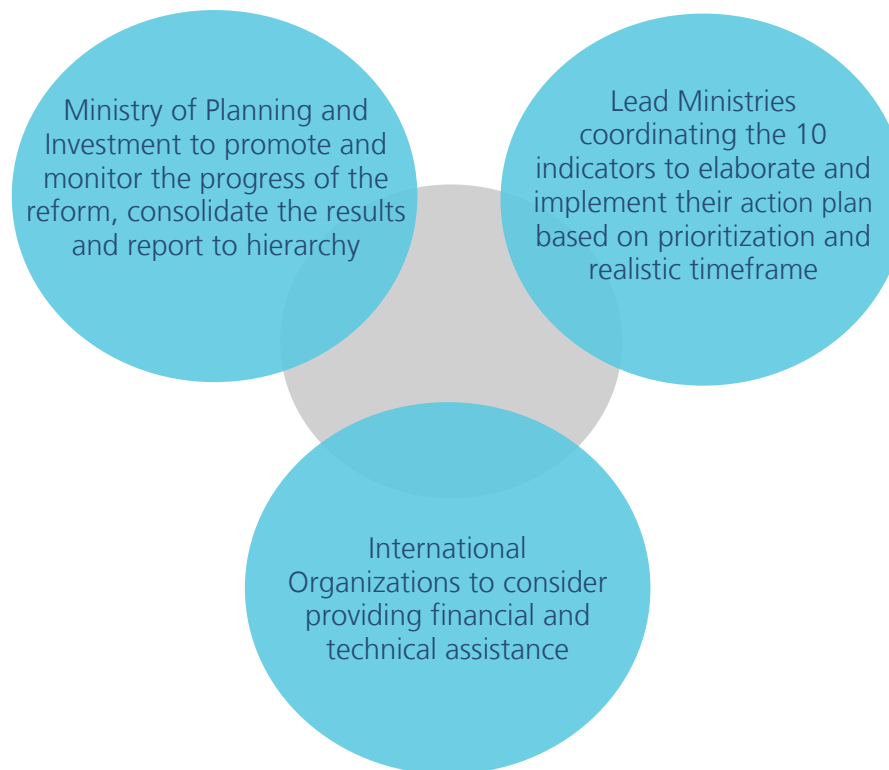 Ministry of Planning and
Investment to promote and
monitor the progress of the
reform, consolidate the results
and report to hierarchy
Lead Ministries
coordinating the 10
indicators to elaborate and
implement their action plan
based on prioritization and
realistic timeframe
International
Organizations to consider
providing financial and
technical assistance